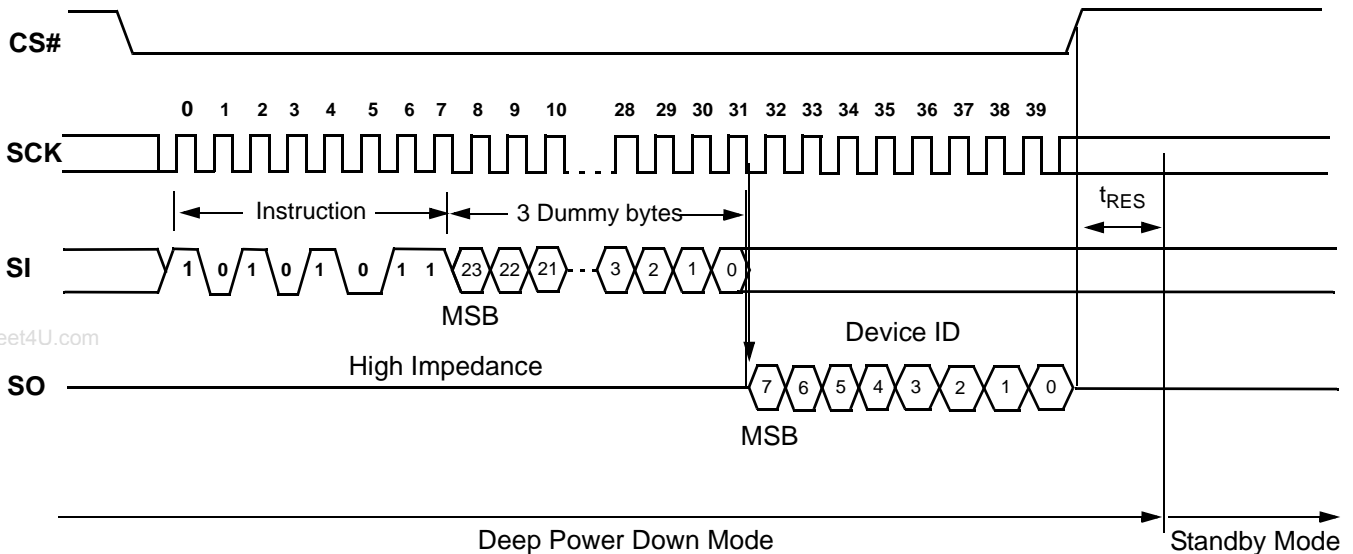 CS#
0 1 2 3 4 5 6 7 8 9 10 28 29 30 31 32 33 34 35 36 37 38 39
SCK
tRES
Instruction 3 Dummy bytes
SI 1 0 1 0 1 0 1 1 23 22 21 3 2 1 0
MSB
eet4U.com
Device ID
High Impedance
SO 7 6 5 4 3 2 1 0
MSB
Deep Power Down Mode Standby Mode